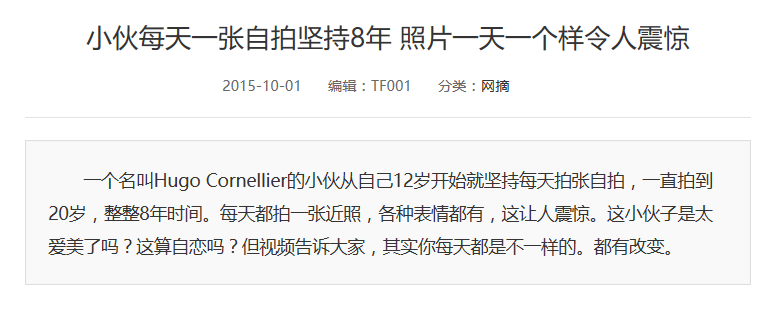 小伙每天一张自拍坚持8年 照片一天一个样令人震惊
2015-10-01 编辑：TF001 分类：网摘
一个名叫Hugo Cornellier的小伙从自己12岁开始就坚持每天拍张自拍，一直拍到
20岁，整整8年时间。每天都拍一张近照，各种表情都有，这让人震惊。这小伙子是太
爱美了吗？这算自恋吗？但视频告诉大家，其实你每天都是不一样的。都有改变。